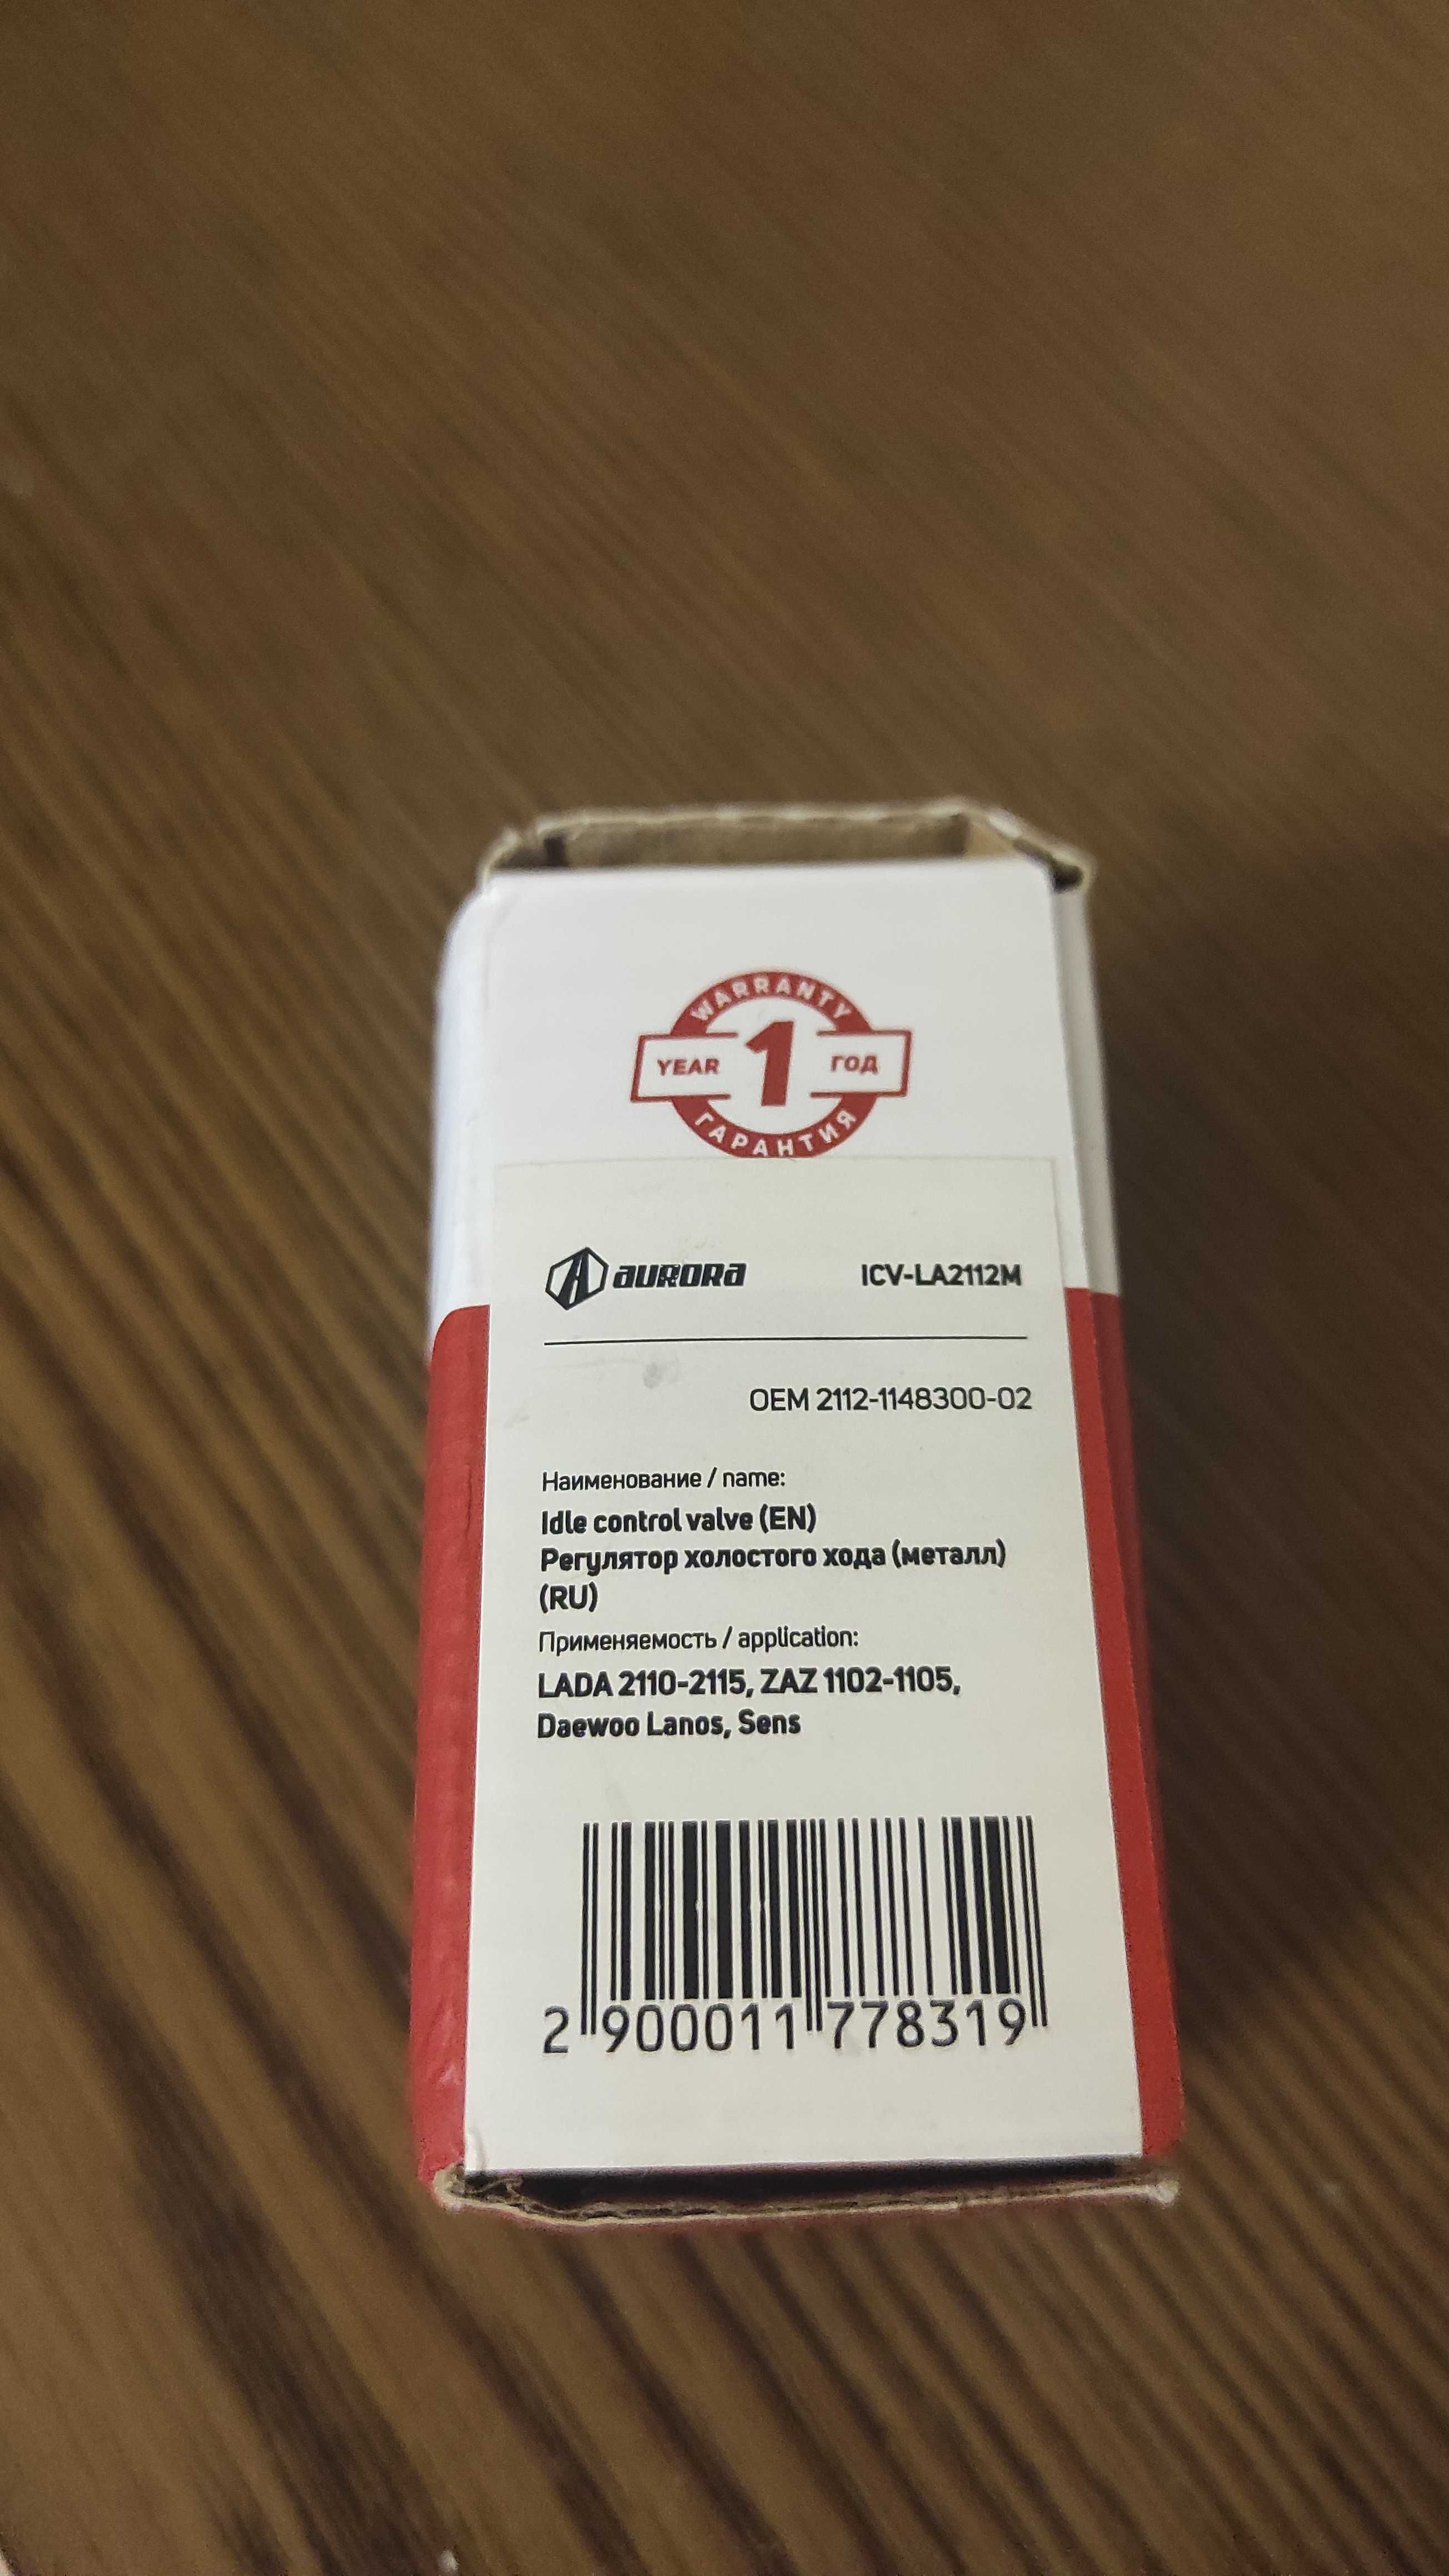 WARRANTY
YEAR 1 ГОД
ГАРАНТИЯ
AURORA ICV-LA2112M
OEM 2112-1148300-02
Наименование / name:
Idle control valve (EN)
Регулятор холостого хода (металл)
(RU)
Применяемость / application:
LADA 2110-2115, ZAZ 1102-1105,
Daewoo Lanos, Sens
2 900011 778319